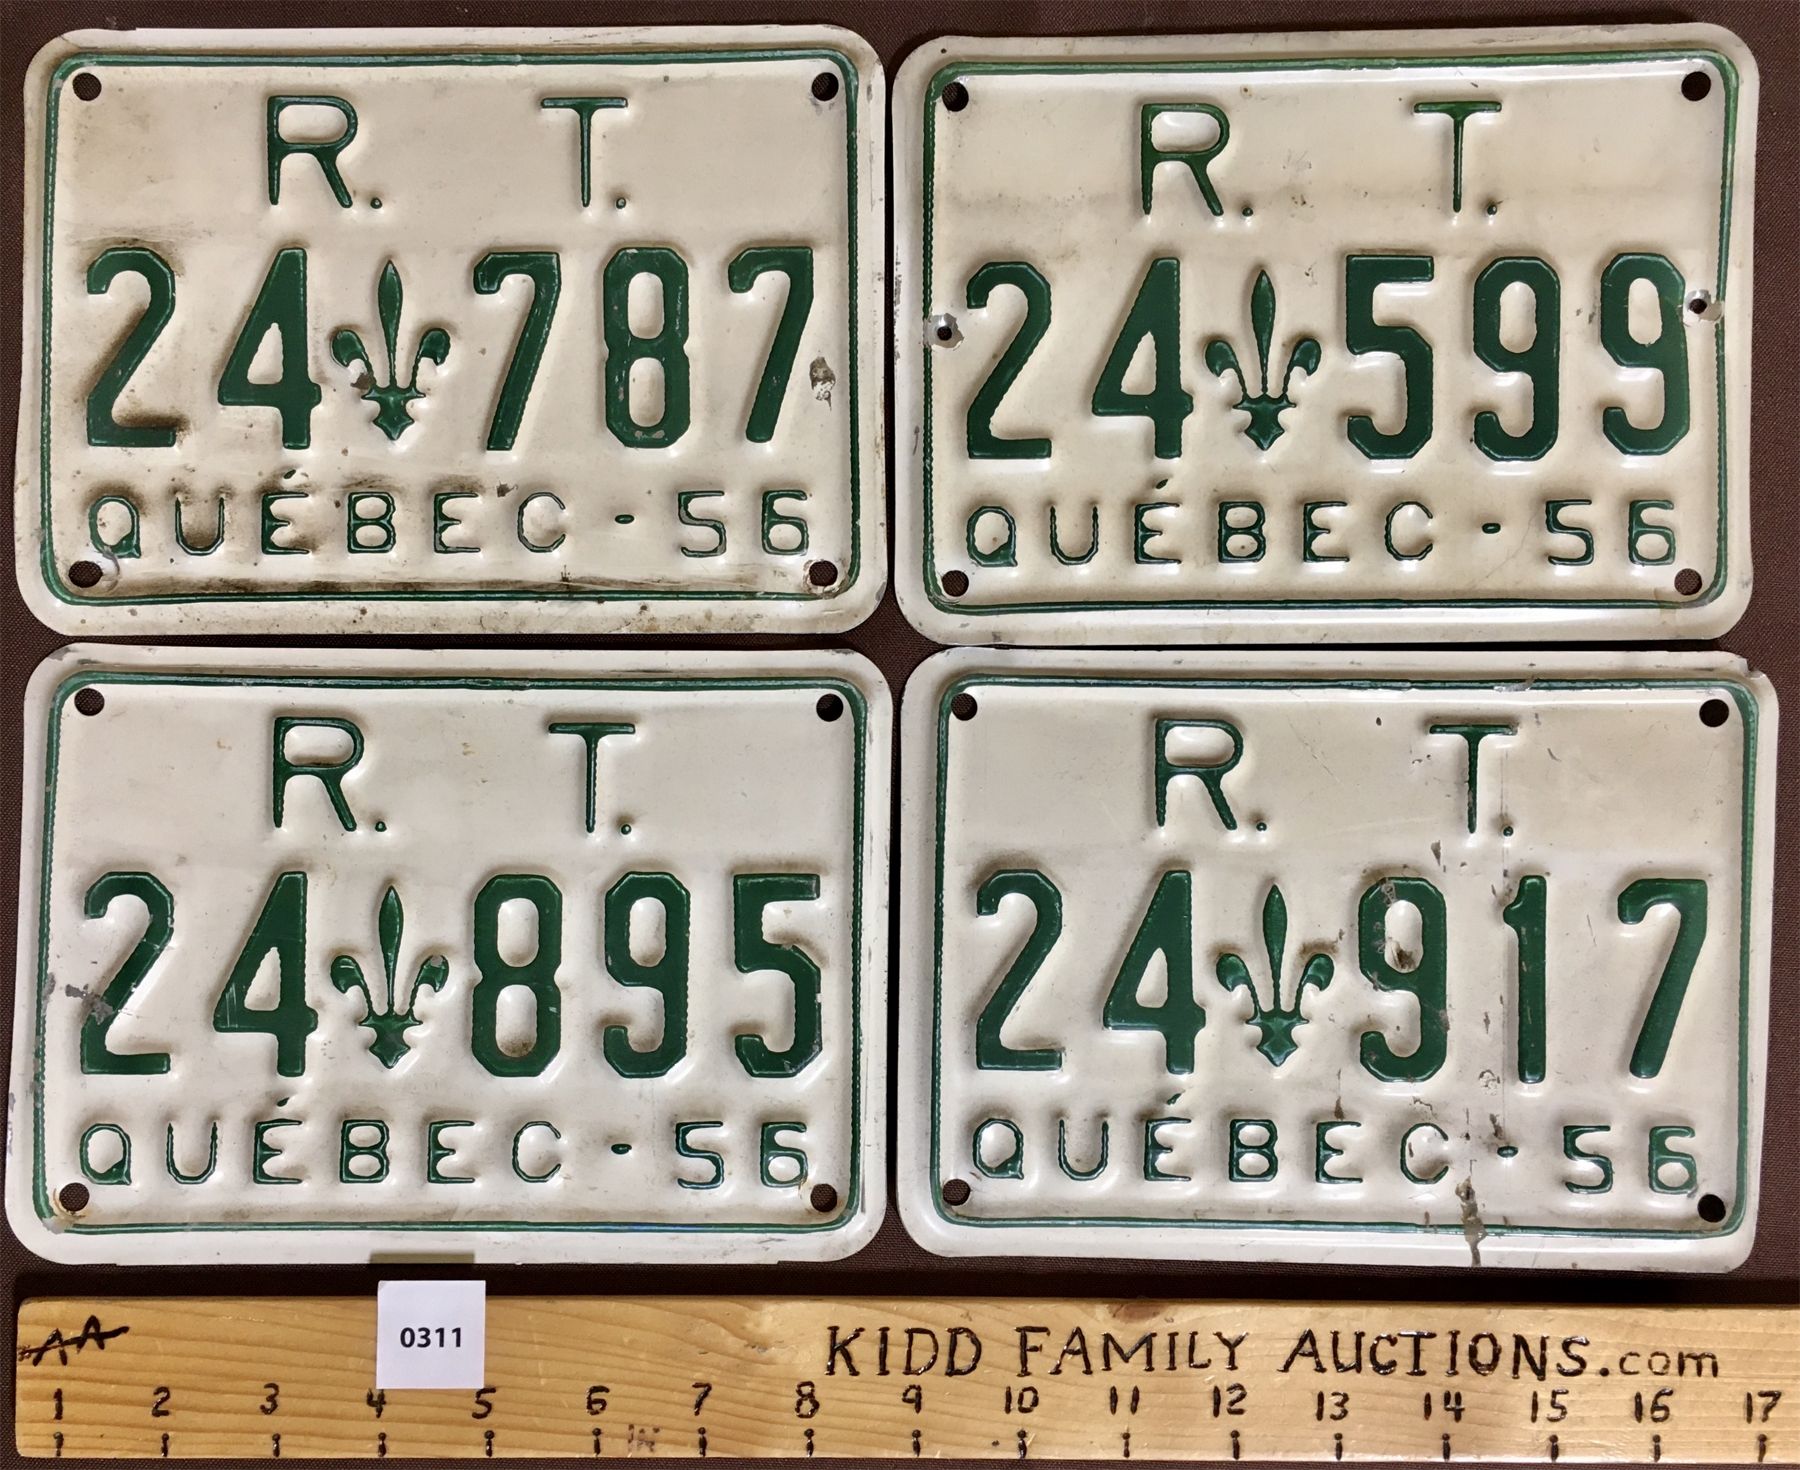 R. T.
24 787
QUÉBEC - 56
R. T.
24 599
QUÉBEC - 56
R. T.
24 895
QUÉBEC - 56
R. T.
24 917
QUÉBEC - 56
AA
0311
KIDD FAMILY AUCTIONS.com
1 2 3 4 5 6 7 8 9 10 11 12 13 14 15 16 17
IN